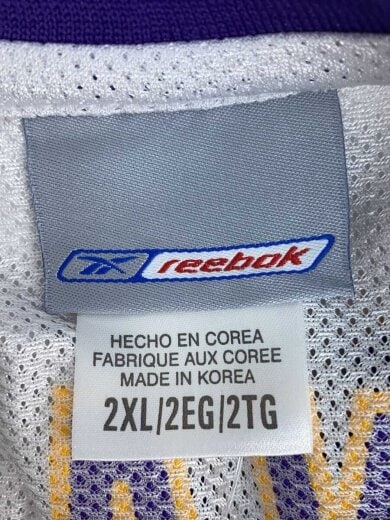 reebok
HECHO EN COREA
FABRIQUE AUX COREE
MADE IN KOREA
2XL/2EG/2TG